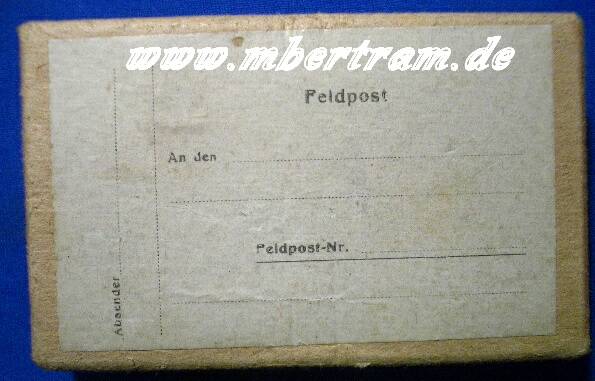 www.mbertram.de
Feldpost
An den
Feldpost-Nr.
Absender